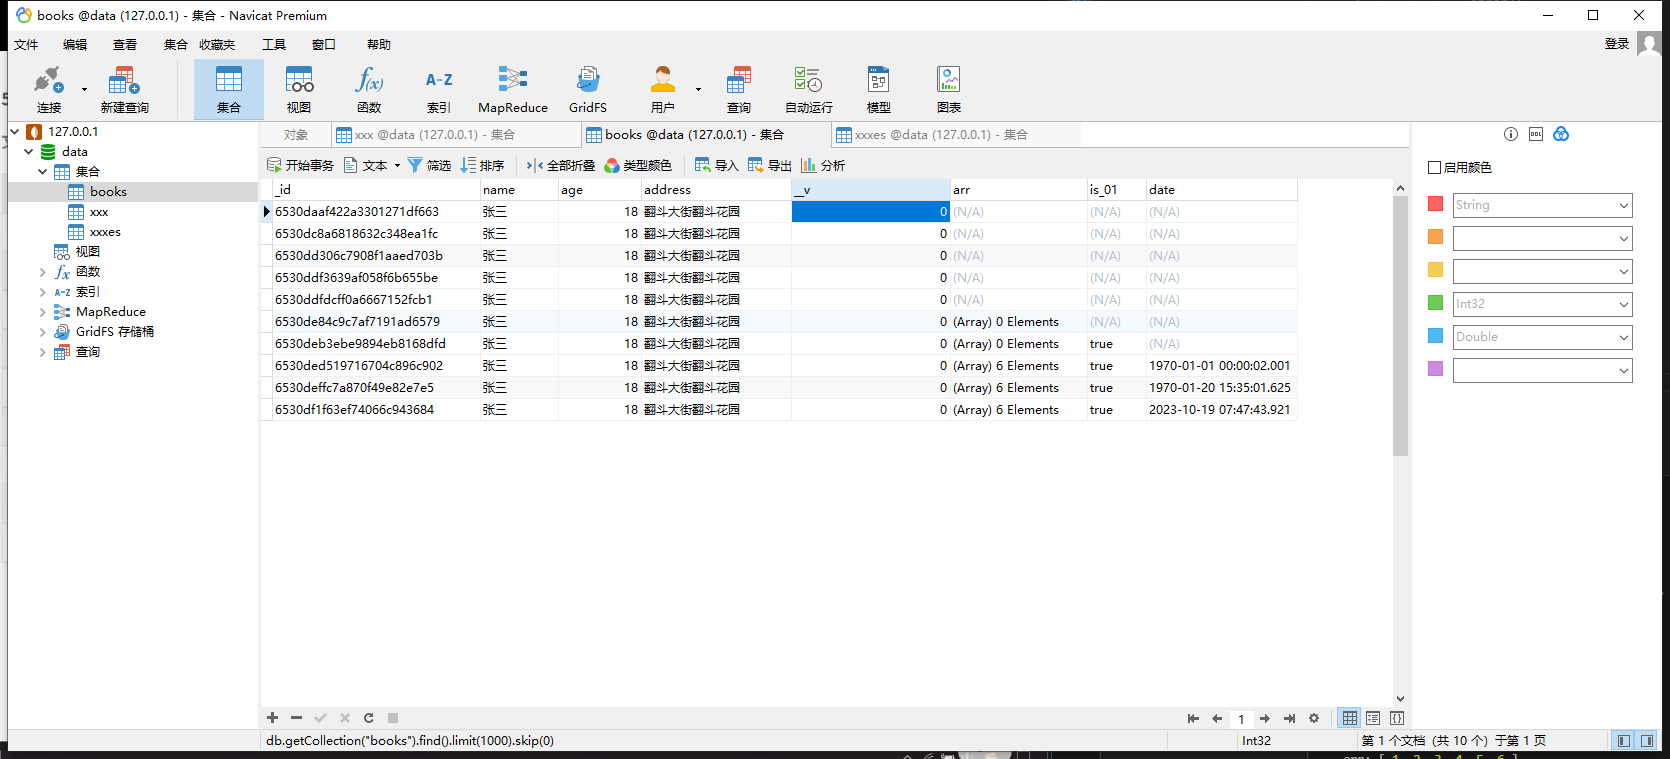 books @data (127.0.0.1) - 集合 - Navicat Premium
文件 编辑 查看 集合 收藏夹 工具 窗口 帮助 登录
连接 新建查询 集合 视图 函数 索引 MapReduce GridFS 用户 查询 自动运行 模型 图表
127.0.0.1
data
集合
books
xxx
xxxes
视图
函数
索引
MapReduce
GridFS 存储桶
查询
对象 xxx @data (127.0.0.1) - 集合 books @data (127.0.0.1) - 集合 xxxes @data (127.0.0.1) - 集合
开始事务 文本 筛选 排序 全部折叠 类型颜色 导入 导出 分析
_id name age address __v arr is_01 date
6530daaf422a3301271df663 张三 18 翻斗大街翻斗花园 0 (N/A) (N/A) (N/A)
6530dc8a6818632c348ea1fc 张三 18 翻斗大街翻斗花园 0 (N/A) (N/A) (N/A)
6530dd306c7908f1aaed703b 张三 18 翻斗大街翻斗花园 0 (N/A) (N/A) (N/A)
6530ddf3639af058f6b655be 张三 18 翻斗大街翻斗花园 0 (N/A) (N/A) (N/A)
6530ddfdcff0a6667152fcb1 张三 18 翻斗大街翻斗花园 0 (N/A) (N/A) (N/A)
6530de84c9c7af7191ad6579 张三 18 翻斗大街翻斗花园 0 (Array) 0 Elements (N/A) (N/A)
6530deb3ebe9894eb8168dfd 张三 18 翻斗大街翻斗花园 0 (Array) 0 Elements true (N/A)
6530ded519716704c896c902 张三 18 翻斗大街翻斗花园 0 (Array) 6 Elements true 1970-01-01 00:00:02.001
6530deffc7a870f49e82e7e5 张三 18 翻斗大街翻斗花园 0 (Array) 6 Elements true 1970-01-20 15:35:01.625
6530df1f63ef74066c943684 张三 18 翻斗大街翻斗花园 0 (Array) 6 Elements true 2023-10-19 07:47:43.921
DDL
启用颜色
String
Int32
Double
1
db.getCollection("books").find().limit(1000).skip(0) Int32 第 1 个文档 (共 10 个) 于第 1 页